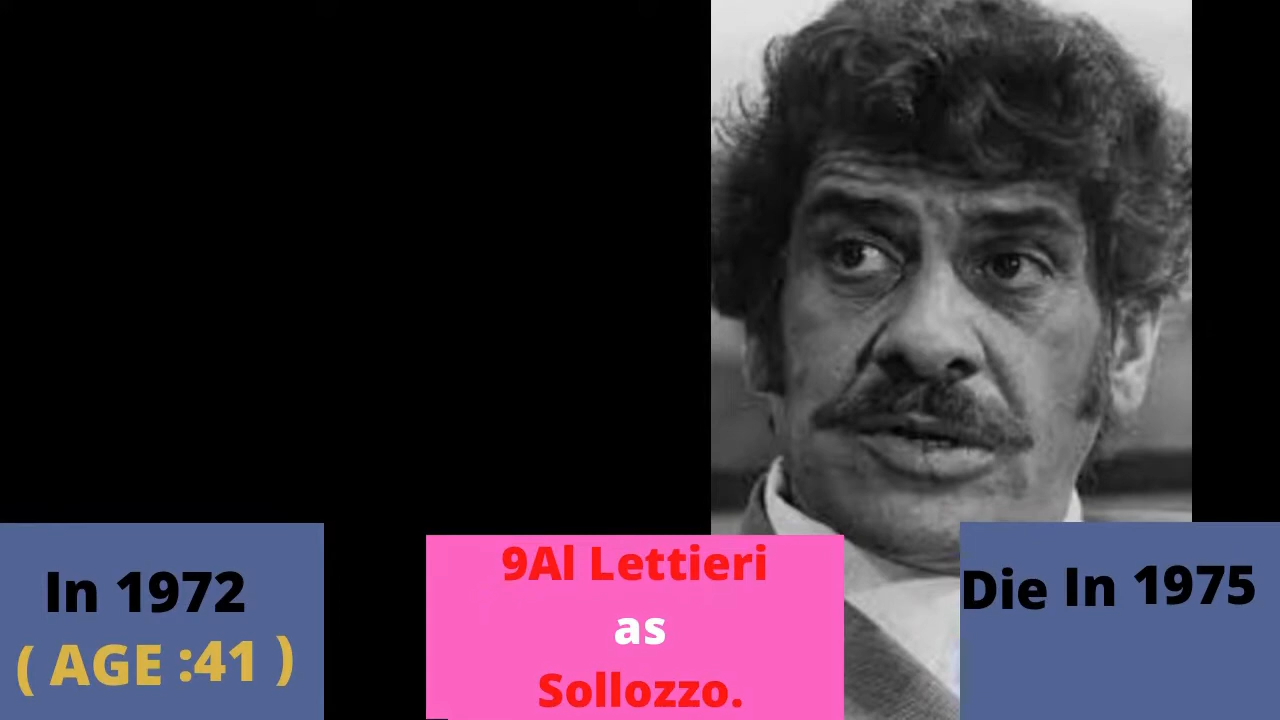 In 1972
( AGE :41 )
9Al Lettieri
as
Sollozzo.
Die In 1975